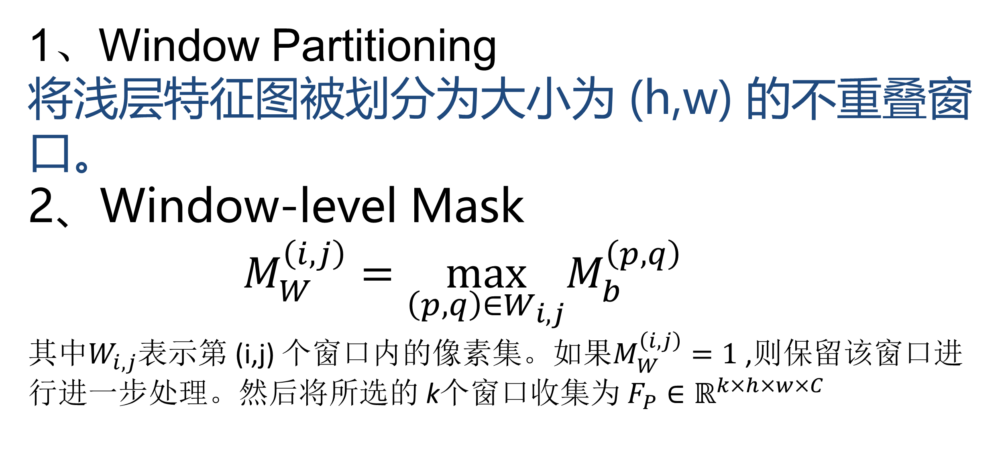 1、Window Partitioning
将浅层特征图被划分为大小为 (h,w) 的不重叠窗
口。
2、Window-level Mask
$M_W^{(i,j)} = \max_{(p,q)\in W_{i,j}} M_b^{(p,q)}$
其中$W_{i,j}$表示第 (i,j) 个窗口内的像素集。如果$M_W^{(i,j)} = 1$ ,则保留该窗口进
行进一步处理。然后将所选的 k个窗口收集为 $F_P \in \mathbb{R}^{k\times h\times w\times C}$